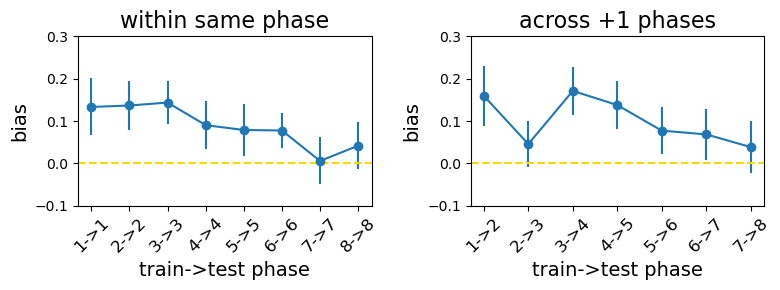 within same phase
bias
0.3
0.2
0.1
0.0
−0.1
1->1 2->2 3->3 4->4 5->5 6->6 7->7 8->8
train->test phase
across +1 phases
bias
0.3
0.2
0.1
0.0
−0.1
1->2 2->3 3->4 4->5 5->6 6->7 7->8
train->test phase